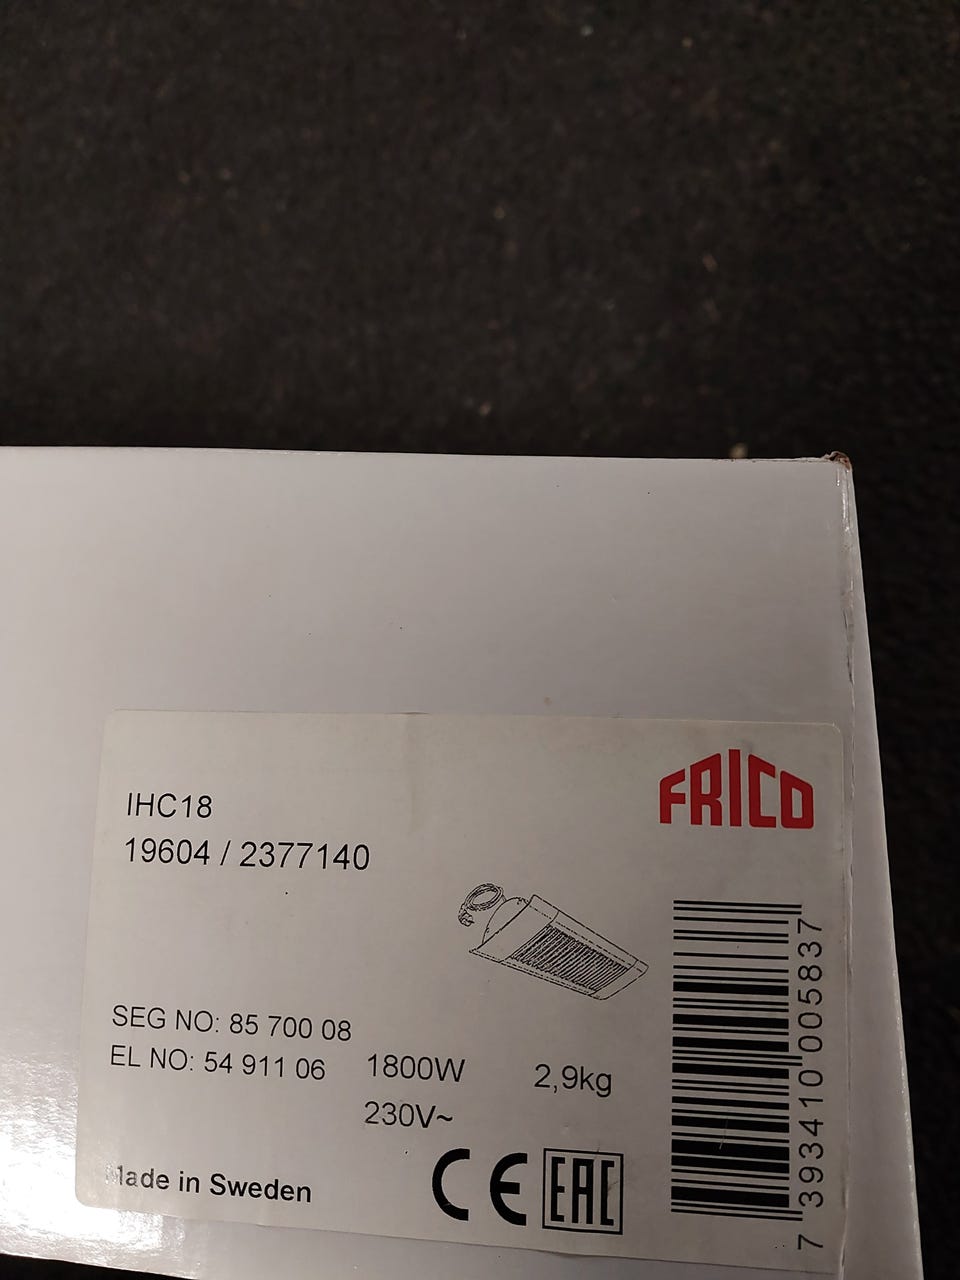 FRICO
IHC18
19604 / 2377140
SEG NO: 85 700 08
EL NO: 54 911 06
1800W
2,9kg
230V~
Made in Sweden
CE EAC
7 393410 005837